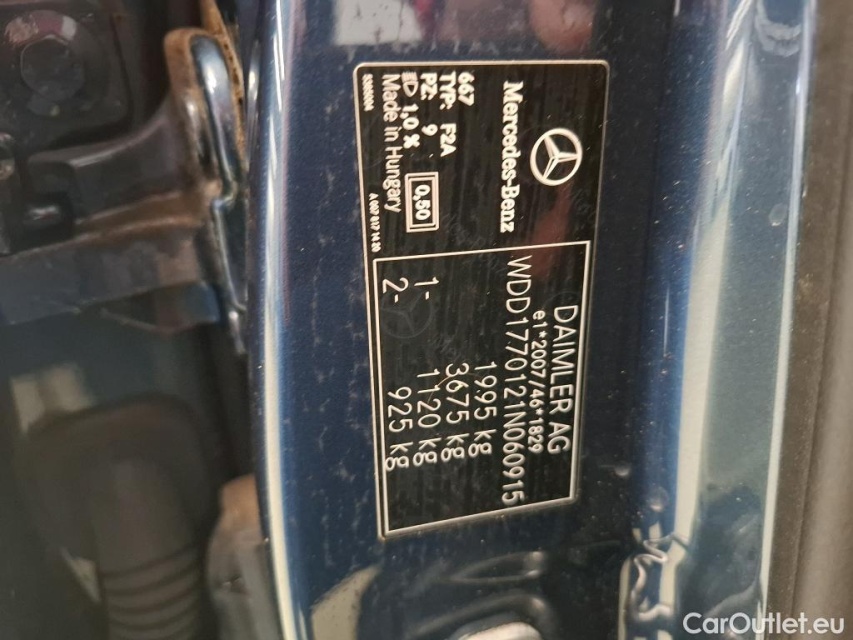 Mercedes-Benz
667
TYP: F2A
PZ: 9
1,0 %
0,50
Made in Hungary
DAIMLER AG
e1*2007/46*1829
WDD1770121N060915
1995 kg
3675 kg
1- 1120 kg
2- 925 kg
CarOutlet.eu